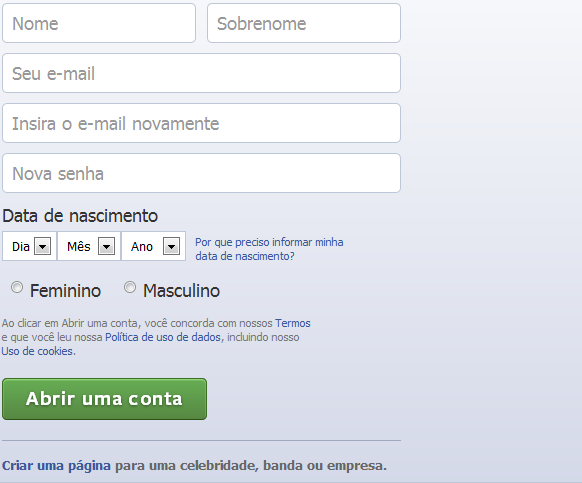 Nome Sobrenome
Seu e-mail
Insira o e-mail novamente
Nova senha
Data de nascimento
Dia Mês Ano Por que preciso informar minha
data de nascimento?
Feminino Masculino
Ao clicar em Abrir uma conta, você concorda com nossos Termos
e que você leu nossa Política de uso de dados, incluindo nosso
Uso de cookies.
Abrir uma conta
Criar uma página para uma celebridade, banda ou empresa.